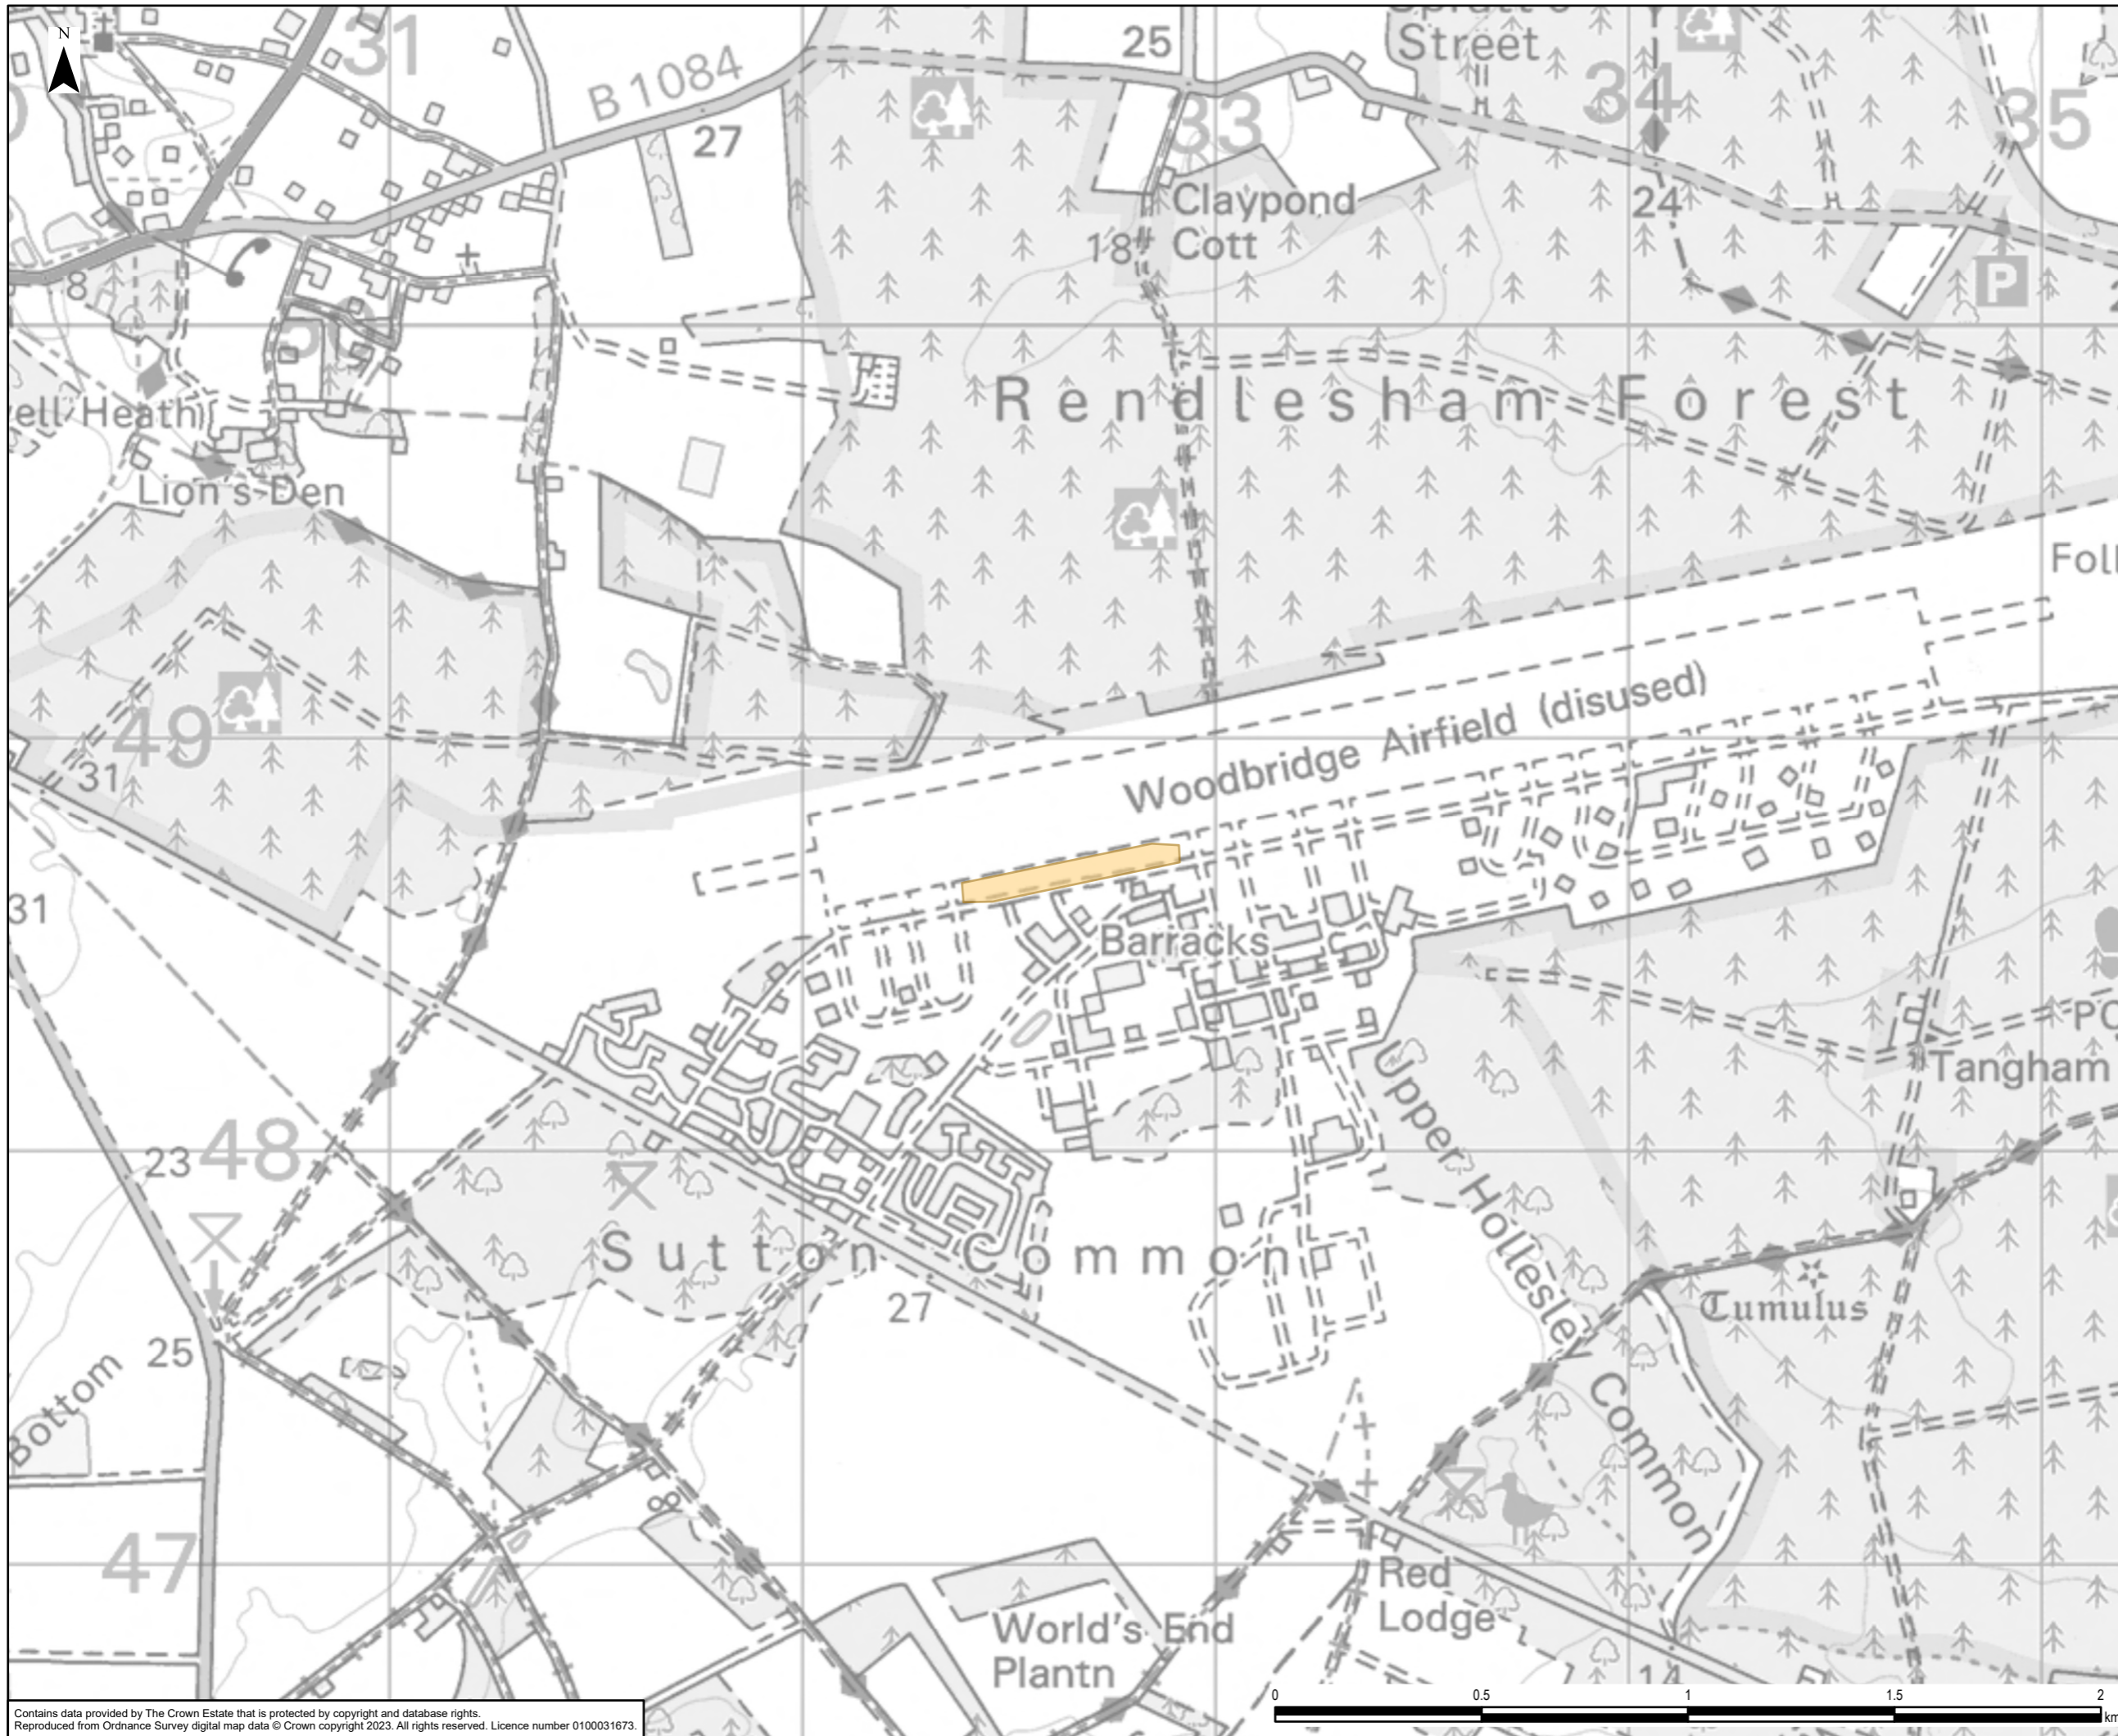 N
31
25
Street
B 1084
27
33
34
35
Claypond
Cott
18
24
P
8
50
Rendlesham Forest
ell Heath
Lion's Den
Foll
49
31
Woodbridge Airfield (disused)
31
Barracks
PC
Tangham
Upper Hollesley Common
23
48
Sutton Common
27
Tumulus
25
Bottom
47
Red
Lodge
World's End
Plantn
14
0 0.5 1 1.5 2
km
Contains data provided by The Crown Estate that is protected by copyright and database rights.
Reproduced from Ordnance Survey digital map data © Crown copyright 2023. All rights reserved. Licence number 0100031673.